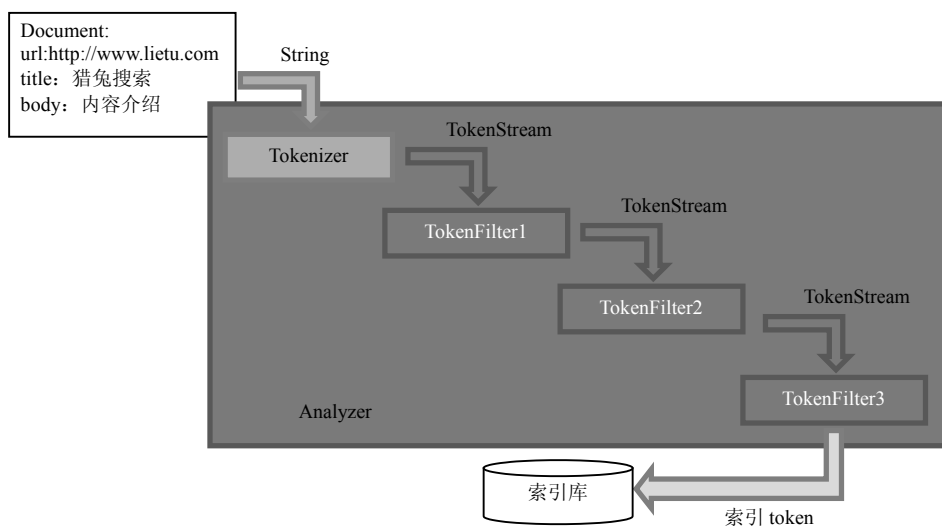 Document:
url:http://www.lietu.com
title：猎兔搜索
body：内容介绍
String
Tokenizer
TokenStream
TokenFilter1
TokenStream
TokenFilter2
TokenStream
TokenFilter3
Analyzer
索引库
索引 token